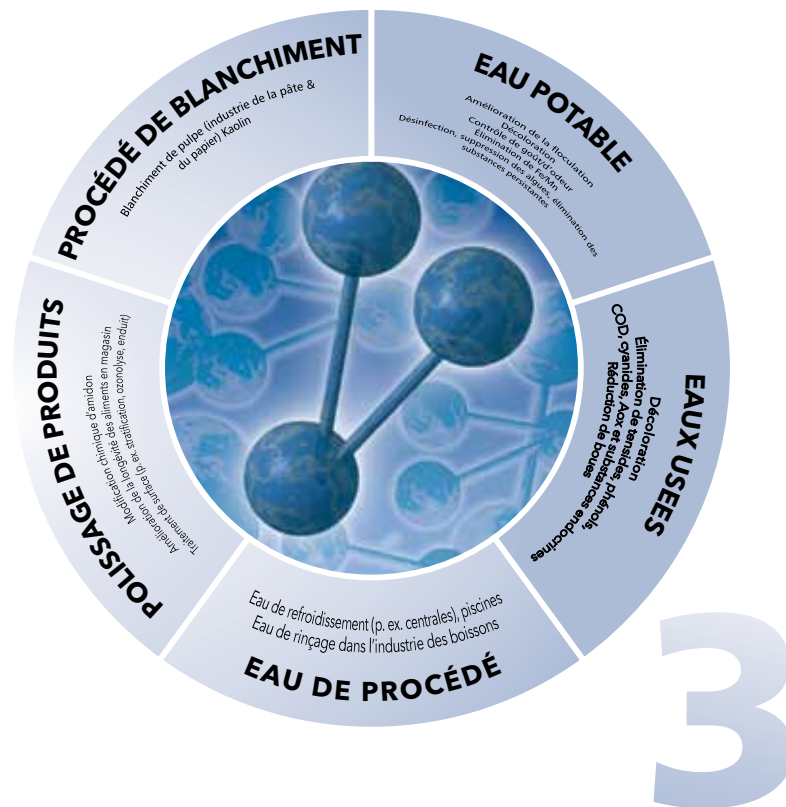 PROCÉDÉ DE BLANCHIMENT
Blanchiment de pulpe (industrie de la pâte &
du papier) Kaolin
EAU POTABLE
Amélioration de la floculation
Décoloration
Contrôle de goût/d'odeur
Élimination de Fe/Mn
Désinfection, suppression des algues, élimination des
substances persistantes
EAUX USEES
Décoloration
Élimination de tensides, phénols,
COD, cyanides, Aox et substances endocrines
Réduction de boues
Eau de refroidissement (p. ex. centrales), piscines
Eau de rinçage dans l'industrie des boissons
EAU DE PROCÉDÉ
POLISSAGE DE PRODUITS
Modification chimique d'amidon
Amélioration de la longevité des aliments en magasin
Traitement de surface (p. ex. stratification, ozonolyse, enduit)
3